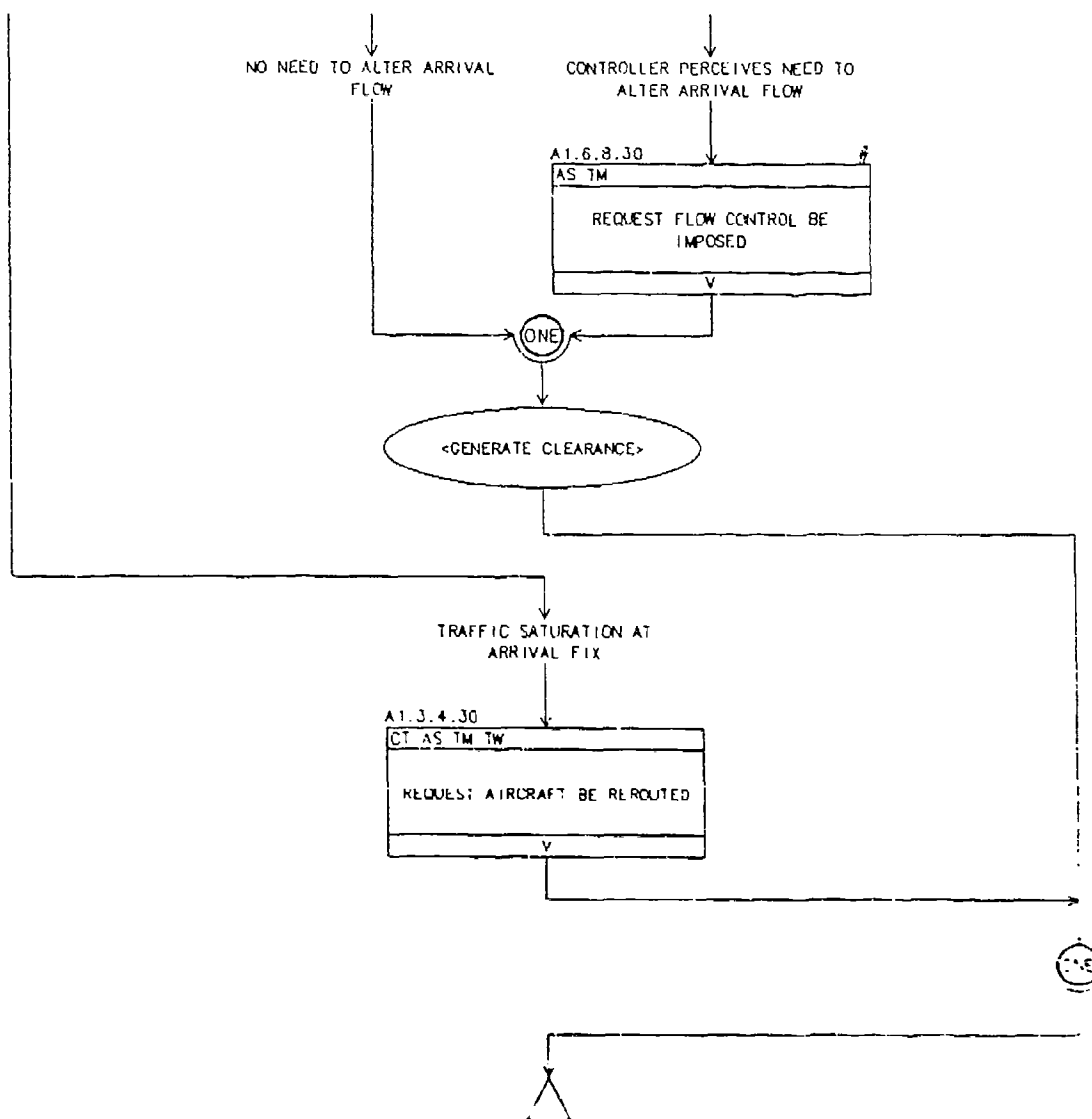 NO NEED TO ALTER ARRIVAL
FLOW
CONTROLLER PERCEIVES NEED TO
ALTER ARRIVAL FLOW
A1.6.8.30
AS TM
REQUEST FLOW CONTROL BE
IMPOSED
V
ONE
<GENERATE CLEARANCE>
TRAFFIC SATURATION AT
ARRIVAL FIX
A1.3.4.30
CT AS TM TW
REQUEST AIRCRAFT BE REROUTED
V
ONE